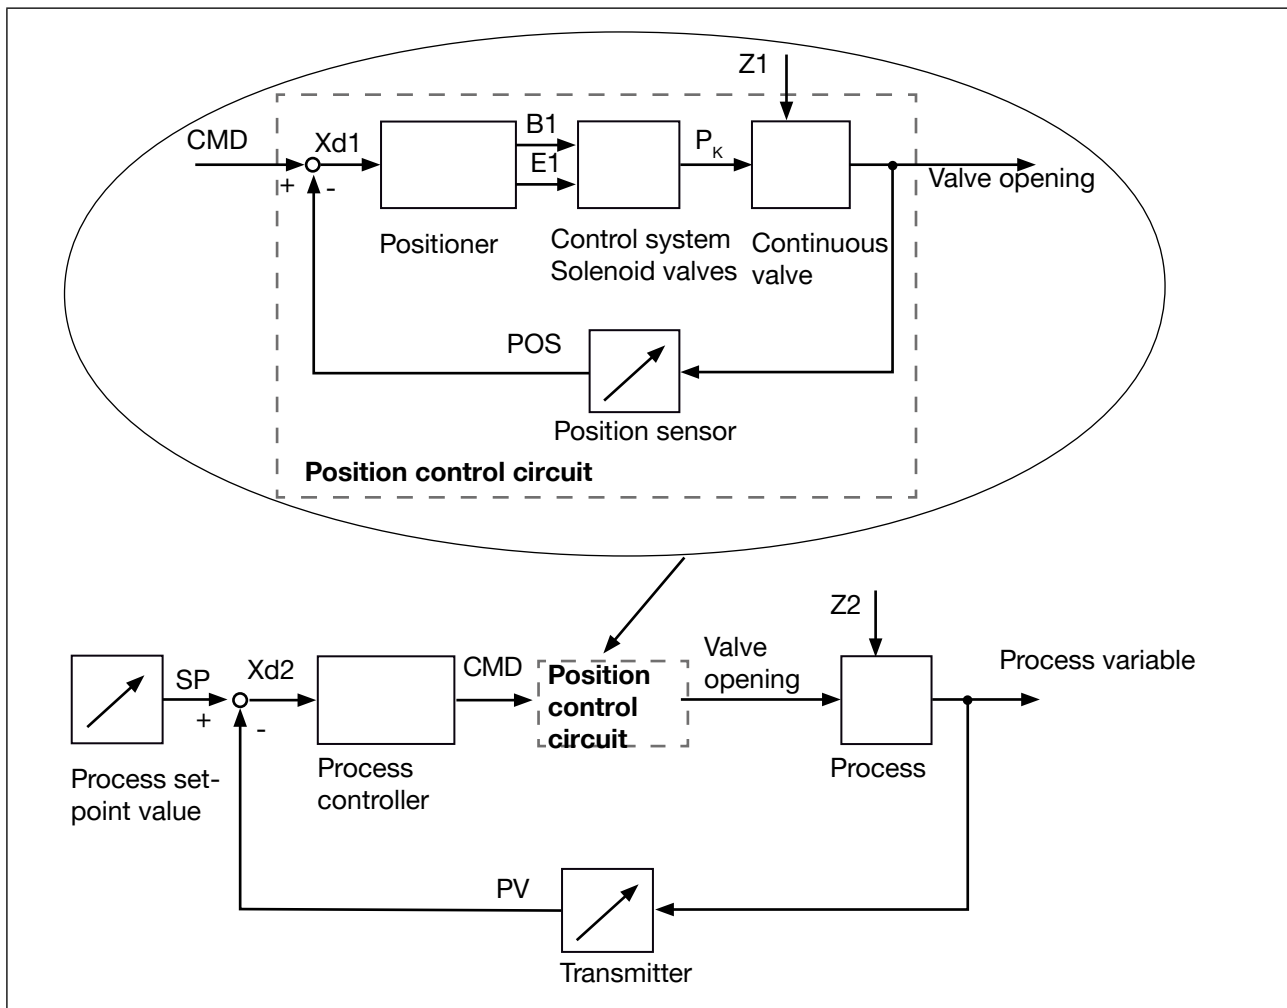 Z1
CMD
Xd1
B1
E1
P K
+
-
Valve opening
Positioner
Control system
Solenoid valves
Continuous
valve
POS
Position sensor
Position control circuit
Z2
SP
Xd2
CMD
Position
control
circuit
Valve
opening
Process variable
+
-
Process set-
point value
Process
controller
Process
PV
Transmitter